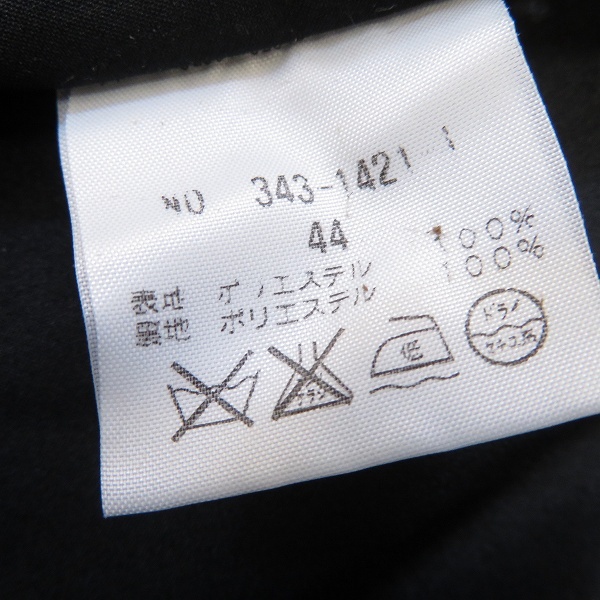 NO 343-1421 1
44
表地 ポリエステル 100%
裏地 ポリエステル 100%
低
ドライ